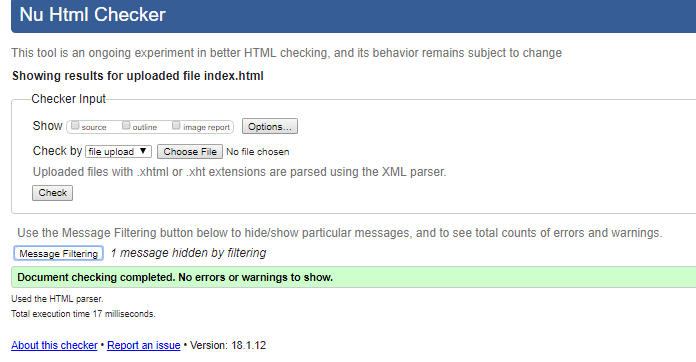 Nu Html Checker
This tool is an ongoing experiment in better HTML checking, and its behavior remains subject to change
Showing results for uploaded file index.html
Checker Input
Show source outline image report Options...
Check by file upload Choose File No file chosen
Uploaded files with .xhtml or .xht extensions are parsed using the XML parser.
Check
Use the Message Filtering button below to hide/show particular messages, and to see total counts of errors and warnings.
Message Filtering 1 message hidden by filtering
Document checking completed. No errors or warnings to show.
Used the HTML parser.
Total execution time 17 milliseconds.
About this checker • Report an issue • Version: 18.1.12